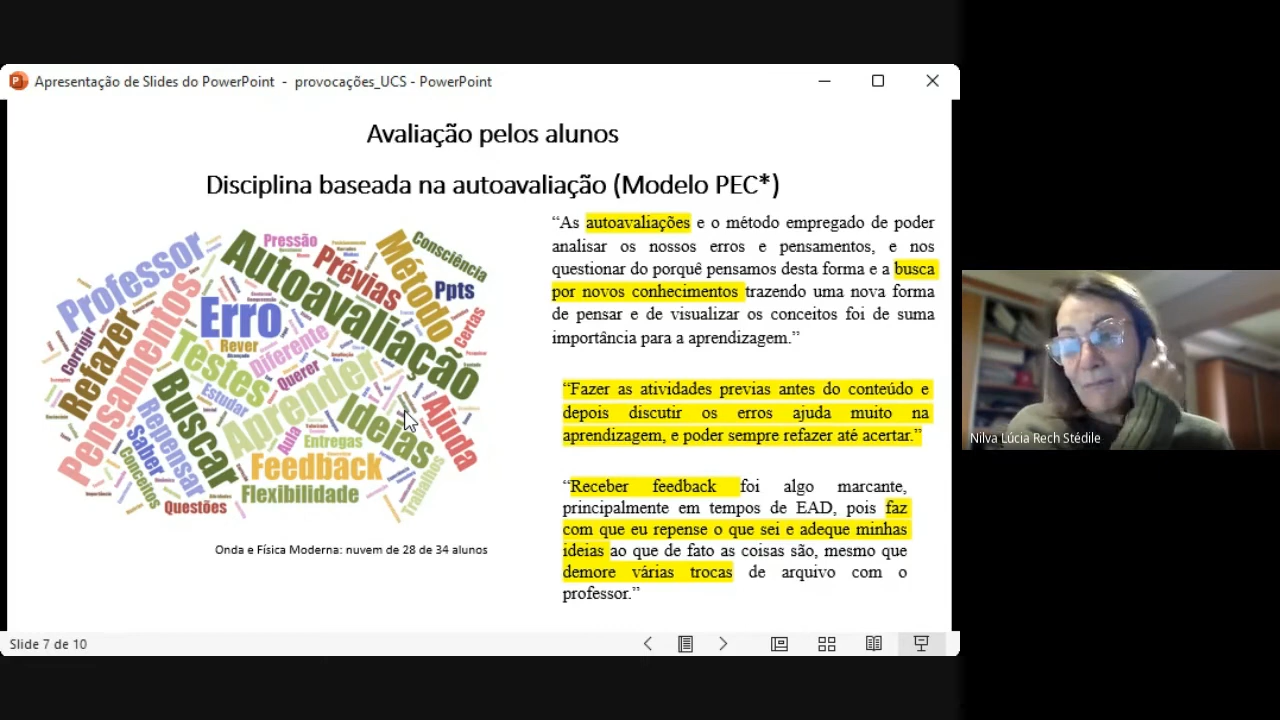 Apresentação de Slides do PowerPoint - provocações_UCS - PowerPoint
Avaliação pelos alunos
Disciplina baseada na autoavaliação (Modelo PEC*)
Professor
Autoavaliação
Pressão
Prévias
Método
Consciência
Ppts
Certas
Erro
Rever
Diferente
Querer
Testes
Estudar
Corrigir
Refazer
Pensamentos
Buscar
Repensar
Saber
Conceitos
Aprender
Aula
Ideias
Ajuda
Entregas
Feedback
Flexibilidade
Trabalhos
Questões
Onda e Física Moderna: nuvem de 28 de 34 alunos
“As autoavaliações e o método empregado de poder
analisar os nossos erros e pensamentos, e nos
questionar do porquê pensamos desta forma e a busca
por novos conhecimentos trazendo uma nova forma
de pensar e de visualizar os conceitos foi de suma
importância para a aprendizagem.”
“Fazer as atividades previas antes do conteúdo e
depois discutir os erros ajuda muito na
aprendizagem, e poder sempre refazer até acertar.”
“Receber feedback foi algo marcante,
principalmente em tempos de EAD, pois faz
com que eu repense o que sei e adeque minhas
ideias ao que de fato as coisas são, mesmo que
demore várias trocas de arquivo com o
professor.”
Slide 7 de 10
Nilva Lúcia Rech Stédile